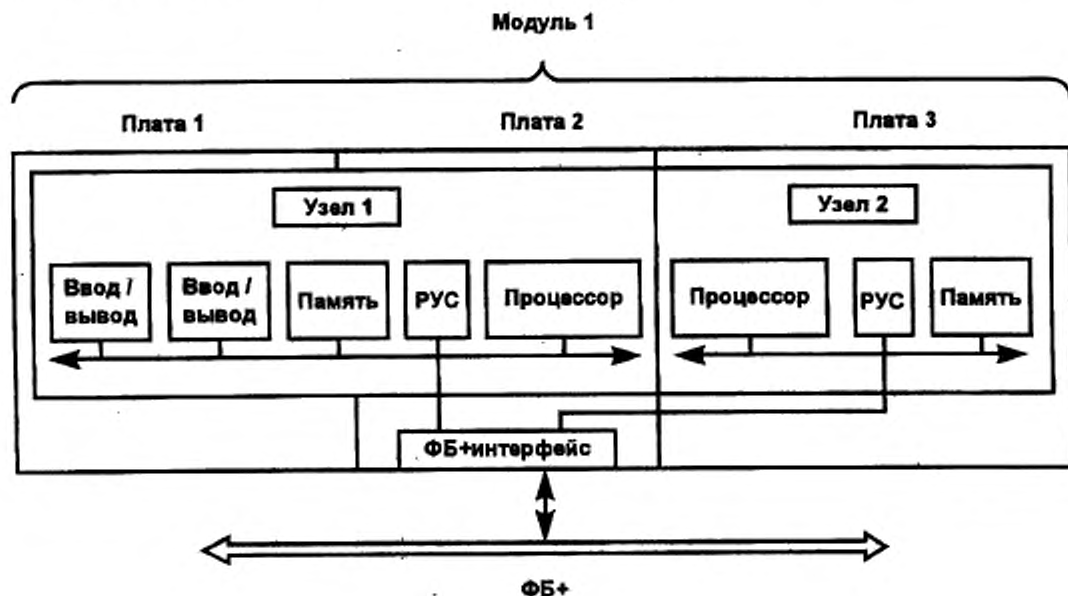 Модуль 1
Плата 1
Плата 2
Плата 3
Узел 1
Узел 2
Ввод /
вывод
Ввод /
вывод
Память
РУС
Процессор
Процессор
РУС
Память
ФБ+интерфейс
ФБ+